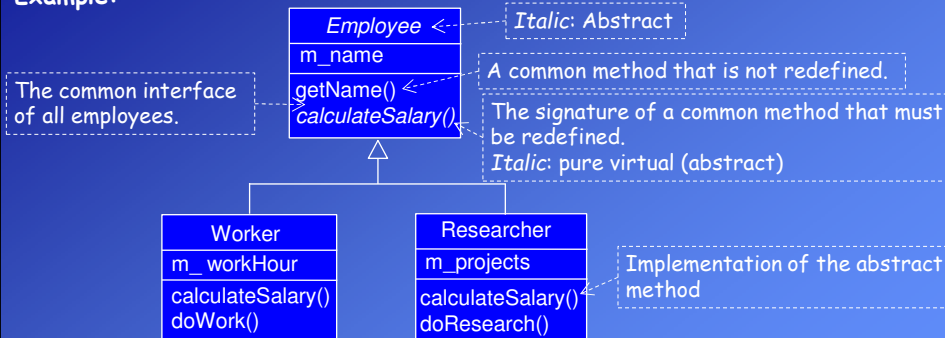 Example:
Employee
Italic: Abstract
m_name
A common method that is not redefined.
The common interface
of all employees.
getName()
calculateSalary()
The signature of a common method that must
be redefined.
Italic: pure virtual (abstract)
Worker
m_ workHour
calculateSalary()
doWork()
Researcher
m_projects
calculateSalary()
doResearch()
Implementation of the abstract
method